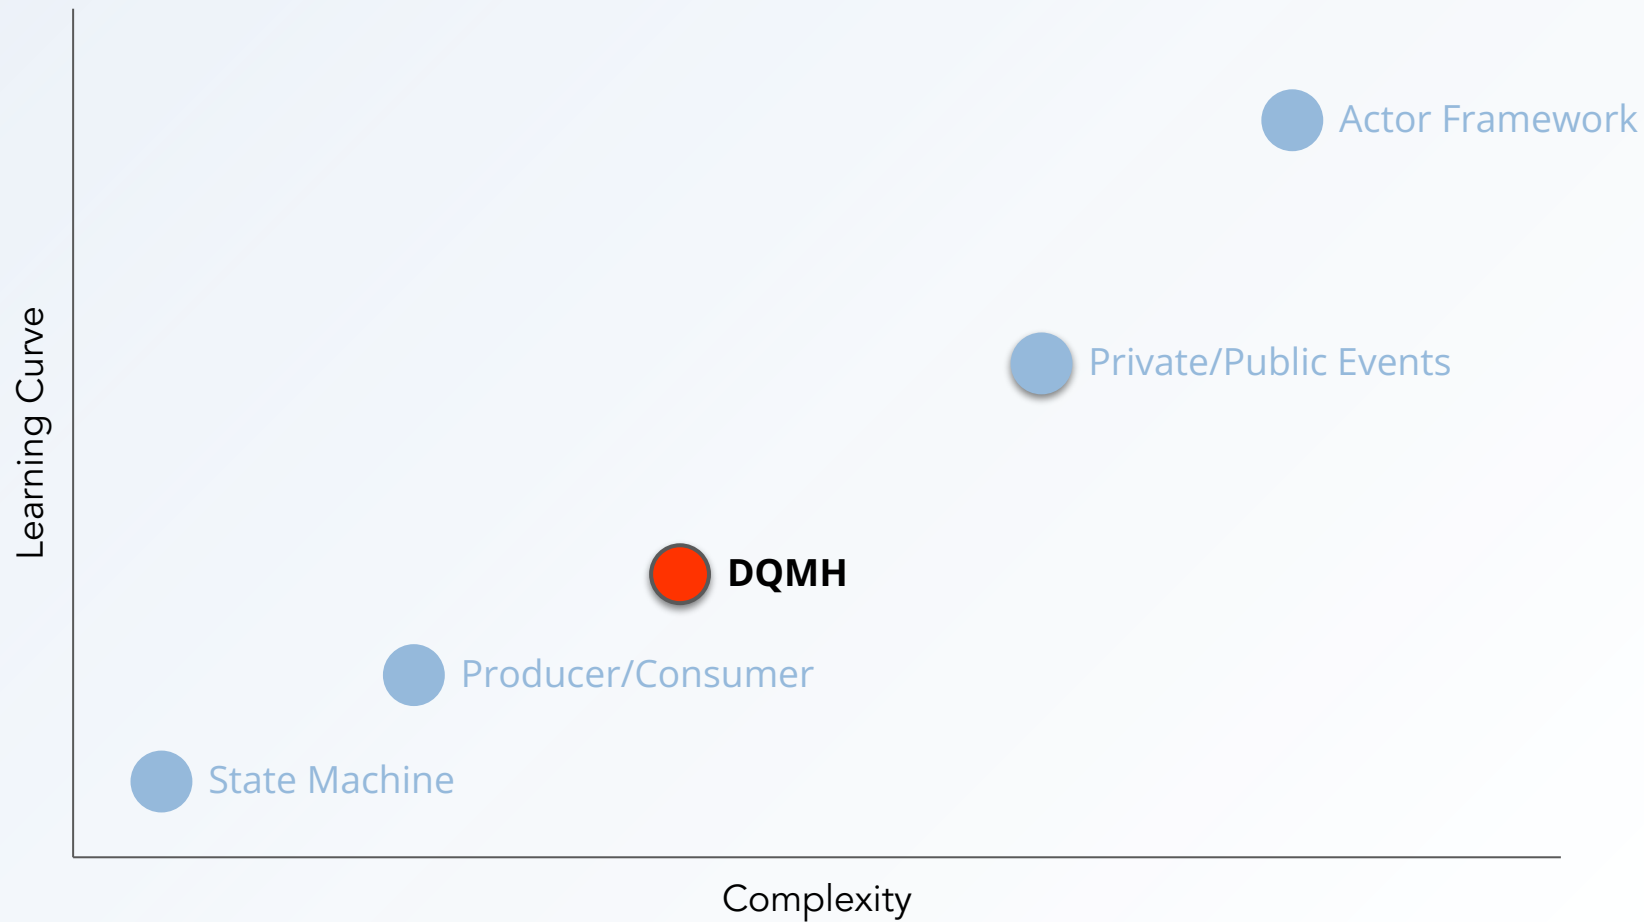 Actor Framework
Private/Public Events
Learning Curve
DQMH
Producer/Consumer
State Machine
Complexity